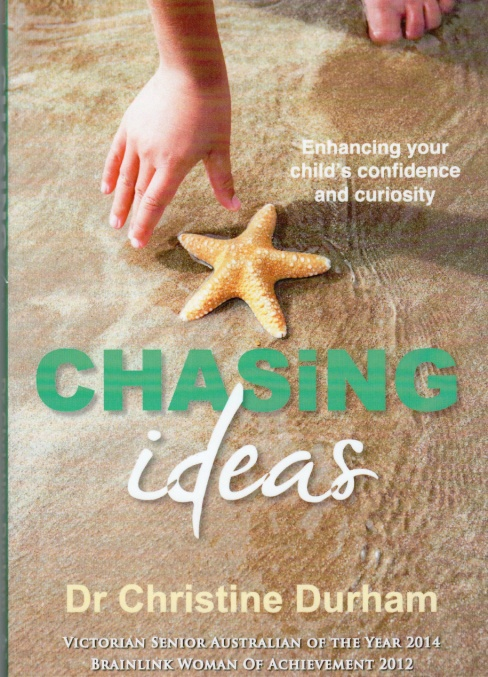 Enhancing your
child's confidence
and curiosity
CHASiNG
ideas
Dr Christine Durham
VICTORIAN SENIOR AUSTRALIAN OF THE YEAR 2014
BRAINLINK WOMAN OF ACHIEVEMENT 2012